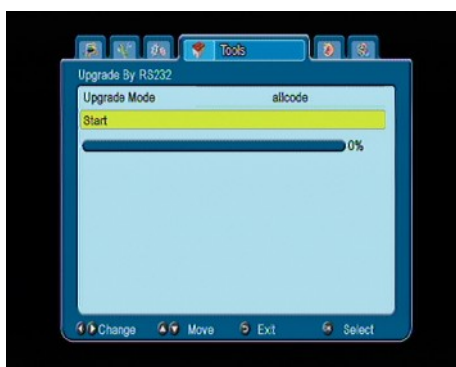 Tools
Upgrade By RS232
Upgrade Mode allcode
Start
0%
Change Move Exit Select